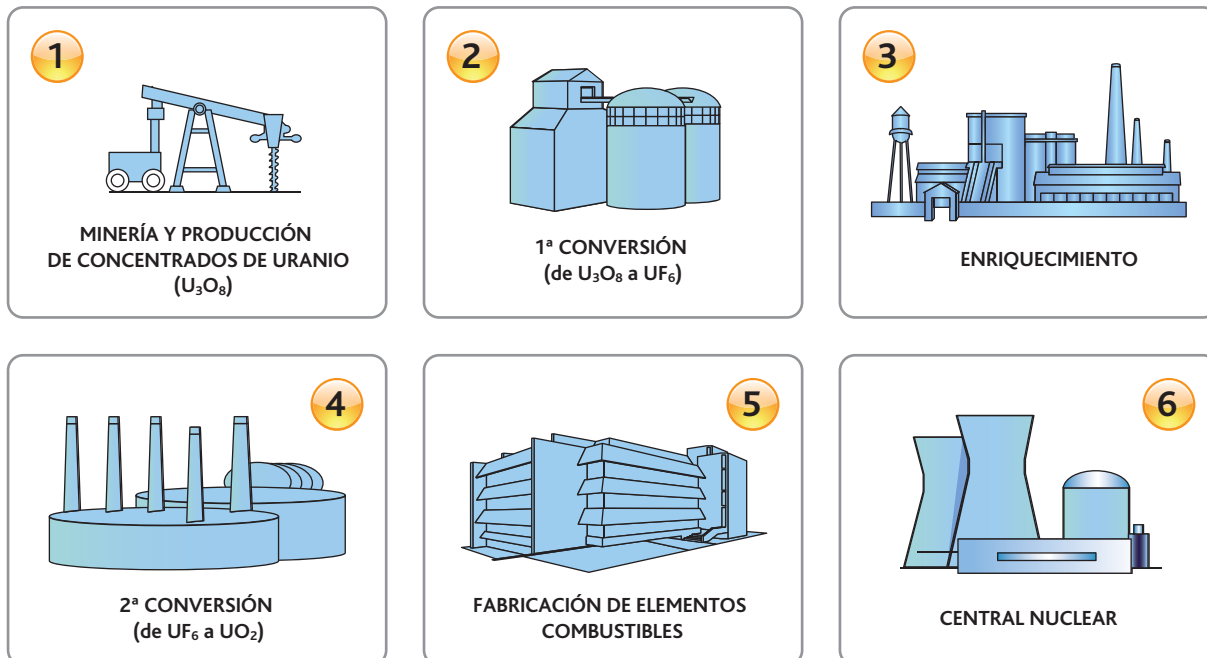 1
MINERÍA Y PRODUCCIÓN
DE CONCENTRADOS DE URANIO
(U₃O₈)
2
1ª CONVERSIÓN
(de U₃O₈ a UF₆)
3
ENRIQUECIMIENTO
4
2ª CONVERSIÓN
(de UF₆ a UO₂)
5
FABRICACIÓN DE ELEMENTOS
COMBUSTIBLES
6
CENTRAL NUCLEAR